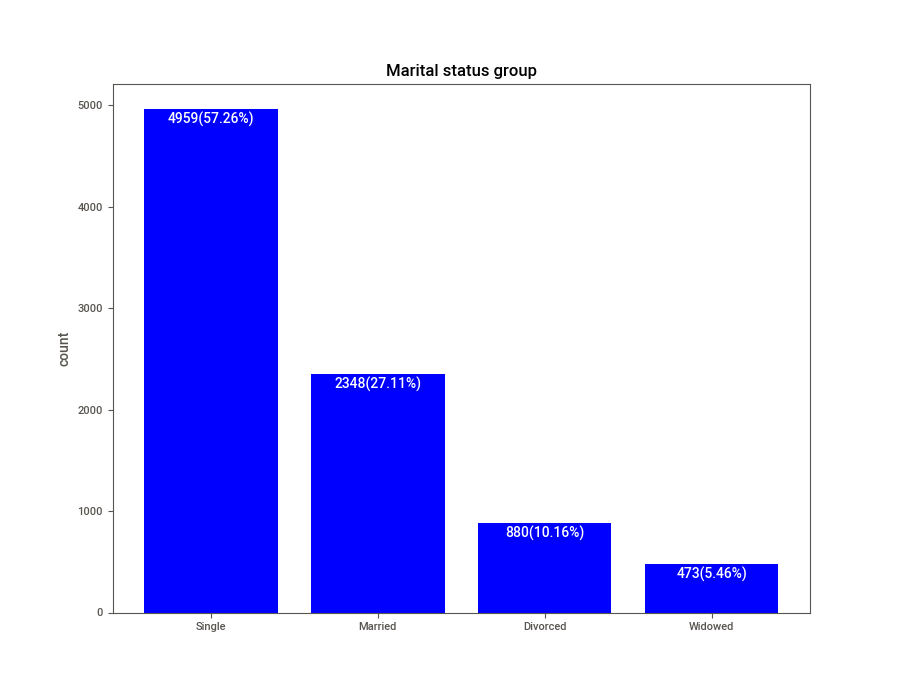 Marital status group
5000
4959(57.26%)
4000
3000
count
2348(27.11%)
2000
1000
880(10.16%)
473(5.46%)
0
Single
Married
Divorced
Widowed